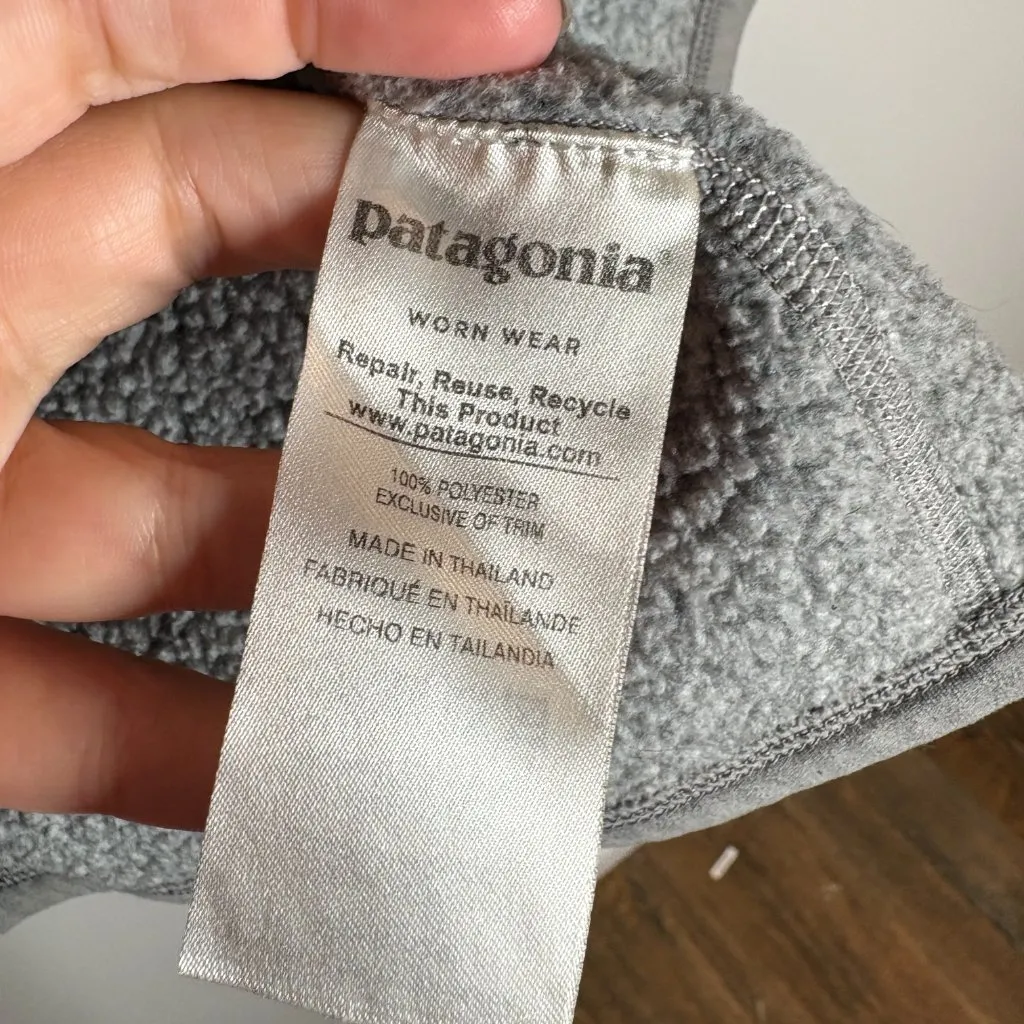 patagonia
WORN WEAR
Repair, Reuse, Recycle
This Product
www.patagonia.com
100% POLYESTER
EXCLUSIVE OF TRIM
MADE IN THAILAND
FABRIQUÉ EN THAÏLANDE
HECHO EN TAILANDIA